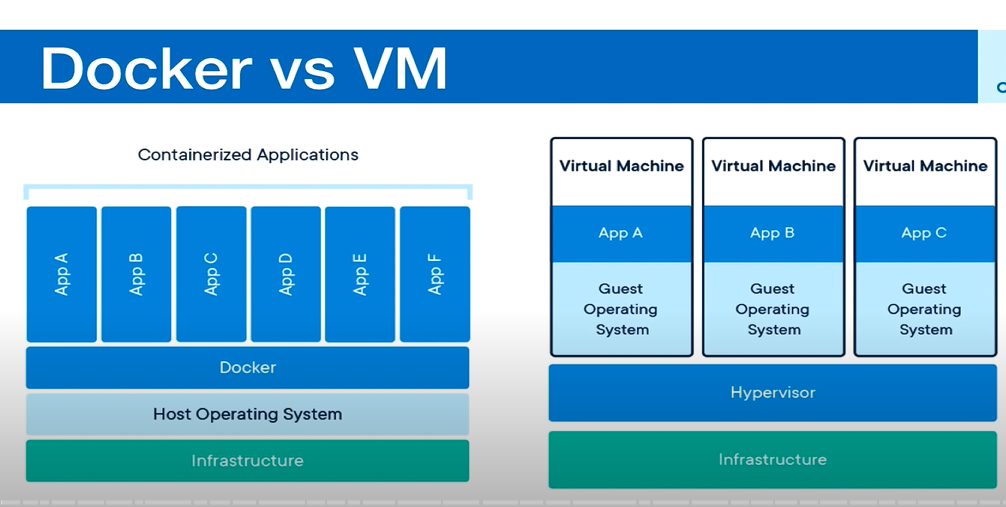 Docker vs VM
Containerized Applications
App A
App B
App C
App D
App E
App F
Docker
Host Operating System
Infrastructure
Virtual Machine
App A
Guest
Operating
System
Virtual Machine
App B
Guest
Operating
System
Virtual Machine
App C
Guest
Operating
System
Hypervisor
Infrastructure